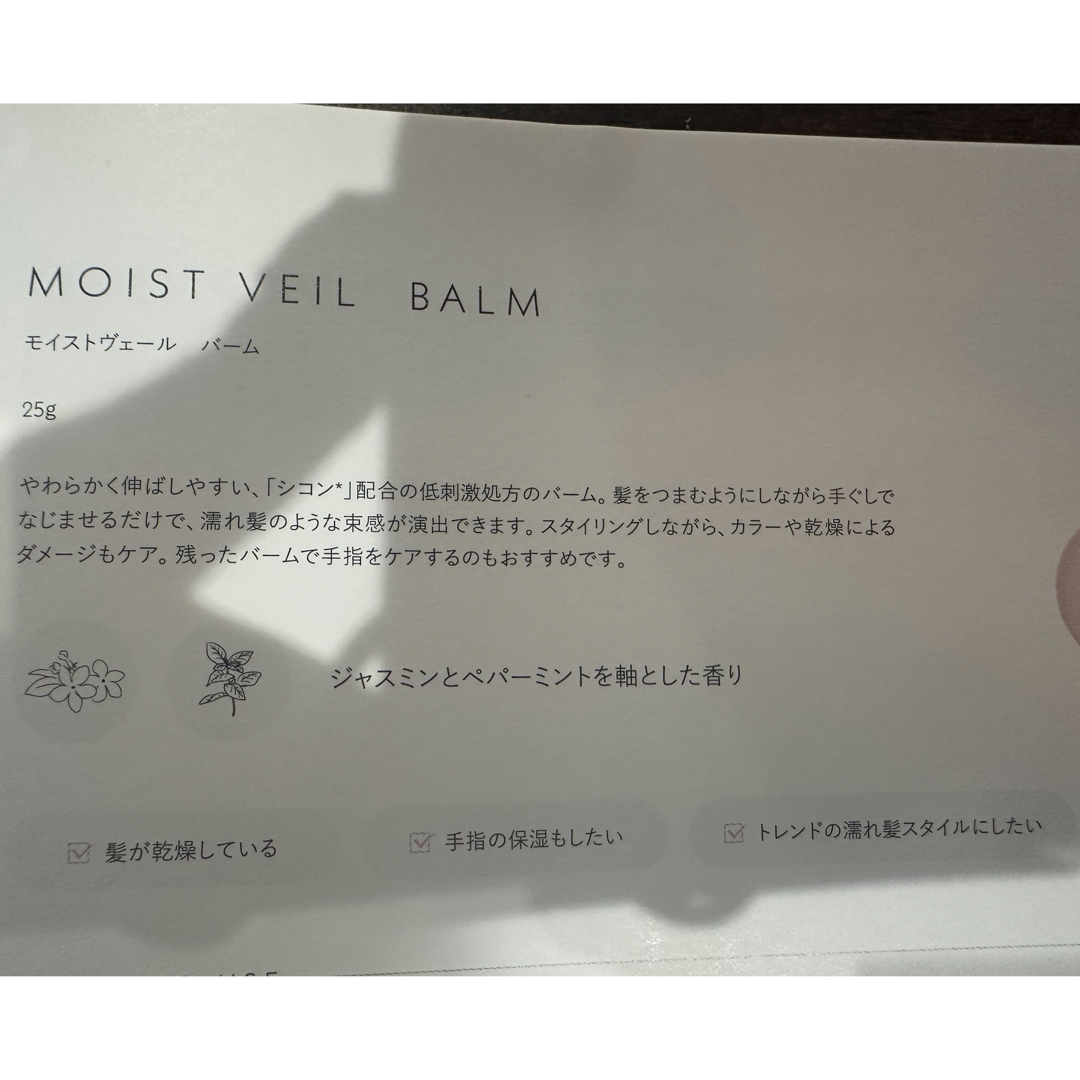 MOIST VEIL BALM
モイストヴェール バーム
25g
やわらかく伸ばしやすい、「シコン*」配合の低刺激処方のバーム。髪をつまむようにしながら手ぐしで
なじませるだけで、濡れ髪のような束感が演出できます。スタイリングしながら、カラーや乾燥による
ダメージもケア。残ったバームで手指をケアするのもおすすめです。
ジャスミンとペパーミントを軸とした香り
髪が乾燥している
手指の保湿もしたい
トレンドの濡れ髪スタイルにしたい